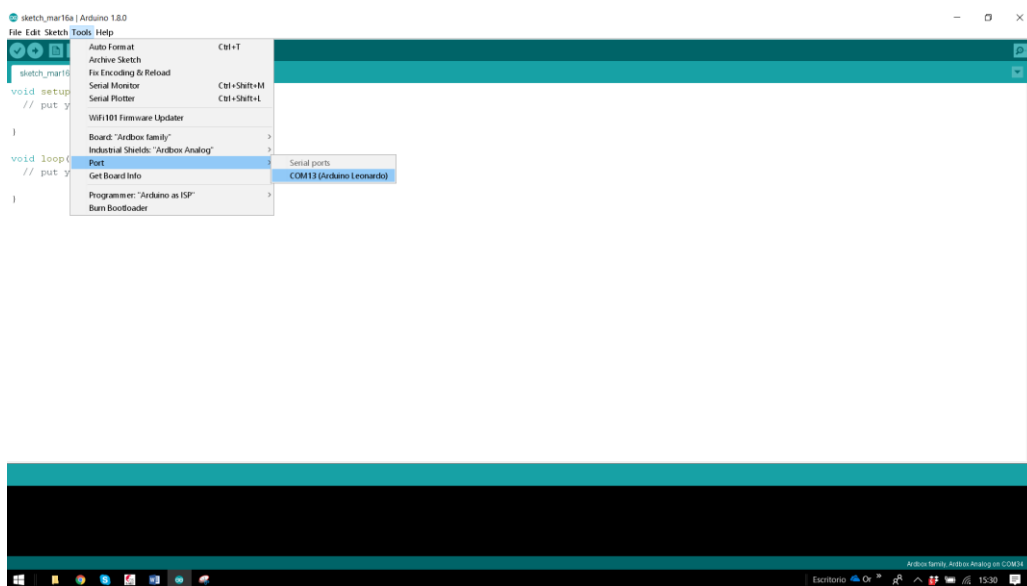 sketch_mar16a | Arduino 1.8.0
File Edit Sketch Tools Help
Auto Format Ctrl+T
Archive Sketch
Fix Encoding & Reload
Serial Monitor Ctrl+Shift+M
Serial Plotter Ctrl+Shift+L
WiFi101 Firmware Updater
Board: "Ardbox family"
Industrial Shields: "Ardbox Analog"
Port
Get Board Info
Programmer: "Arduino as ISP"
Burn Bootloader
Serial ports
COM13 (Arduino Leonardo)
sketch_mar16
void setup
// put y
}
void loop(
// put y
}
Ardbox family, Ardbox Analog on COM34
Escritorio Or » 15:30